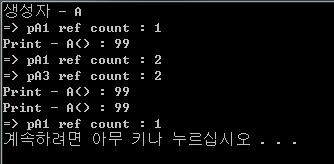 생성자 - A
=> pA1 ref count : 1
Print - A() : 99
=> pA1 ref count : 2
=> pA3 ref count : 2
Print - A() : 99
Print - A() : 99
=> pA1 ref count : 1
계속하려면 아무 키나 누르십시오 . . .